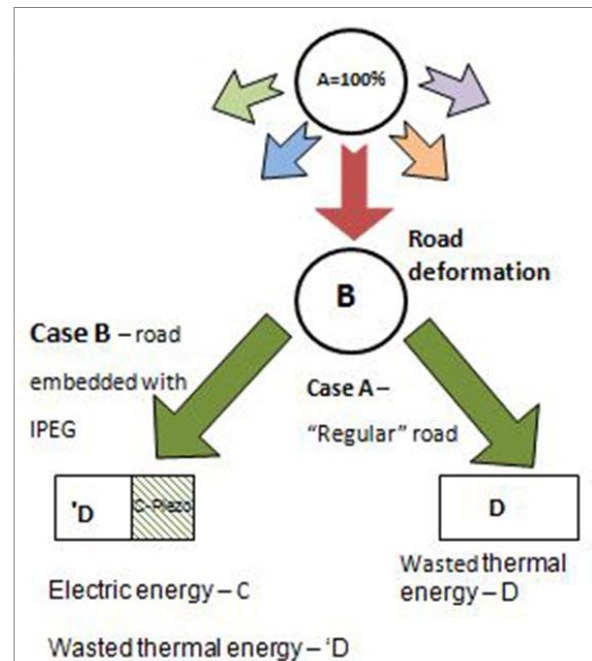 A=100%
Road
deformation
B
Case B – road
embedded with
IPEG
Case A –
“Regular” road
'D
C-Piezo
D
Electric energy – C
Wasted thermal energy – ‘D
Wasted thermal
energy – D